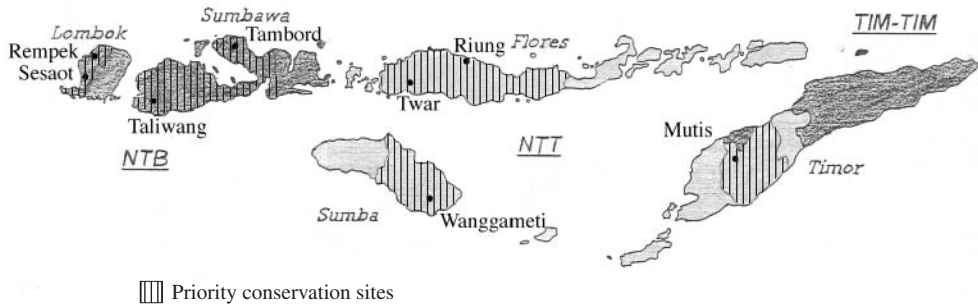 Lombok
Sumbawa
Tambord
Rempek
Sesaot
Taliwang
NTB
Riung
Flores
Twar
TIM-TIM
NTT
Mutis
Timor
Sumba
Wanggameti
Priority conservation sites